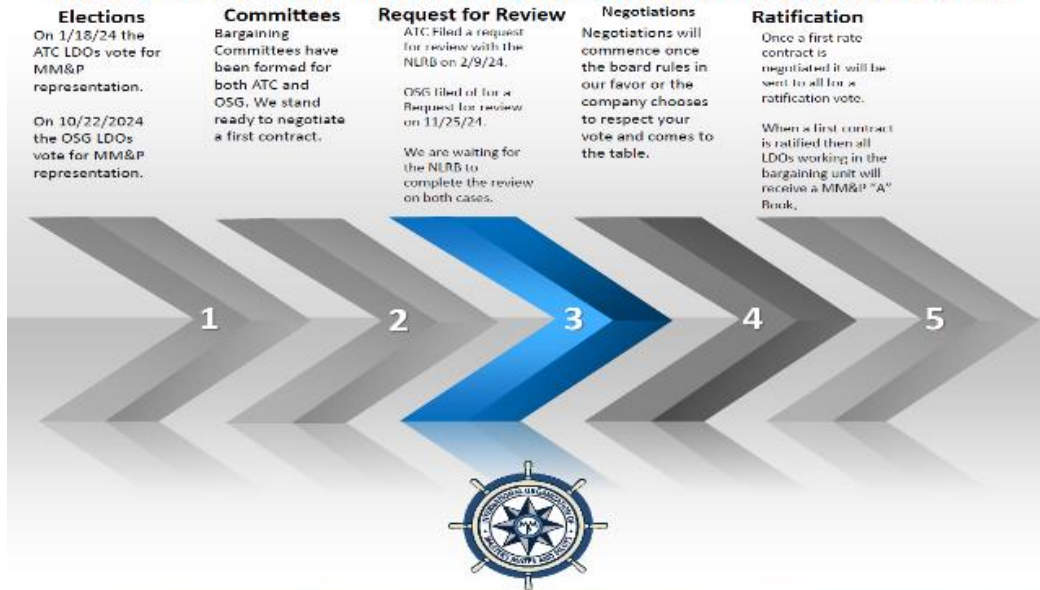 Elections
On 1/18/24 the
ATC LDOs vote for
MM&P
representation.
On 10/22/2024
the OSG LDOs
vote for MM&P
representation.
Committees
Bargaining
Committees have
been formed for
both ATC and
OSG. We stand
ready to negotiate
a first contract.
Request for Review
ATC Filed a request
for review with the
NLRB on 2/9/24.
OSG filed of for a
Request for review
on 11/25/24.
We are waiting for
the NLRB to
complete the review
on both cases.
Negotiations
Negotiations will
commence once
the board rules in
our favor or the
company chooses
to respect your
vote and comes to
the table.
Ratification
Once a first rate
contract is
negotiated it will be
sent to all for a
ratification vote.
When a first contract
is ratified then all
LDOs working in the
bargaining unit will
receive a MM&P "A"
Book.
1
2
3
4
5
INTERNATIONAL ORGANIZATION OF
MASTERS, MATES AND PILOTS